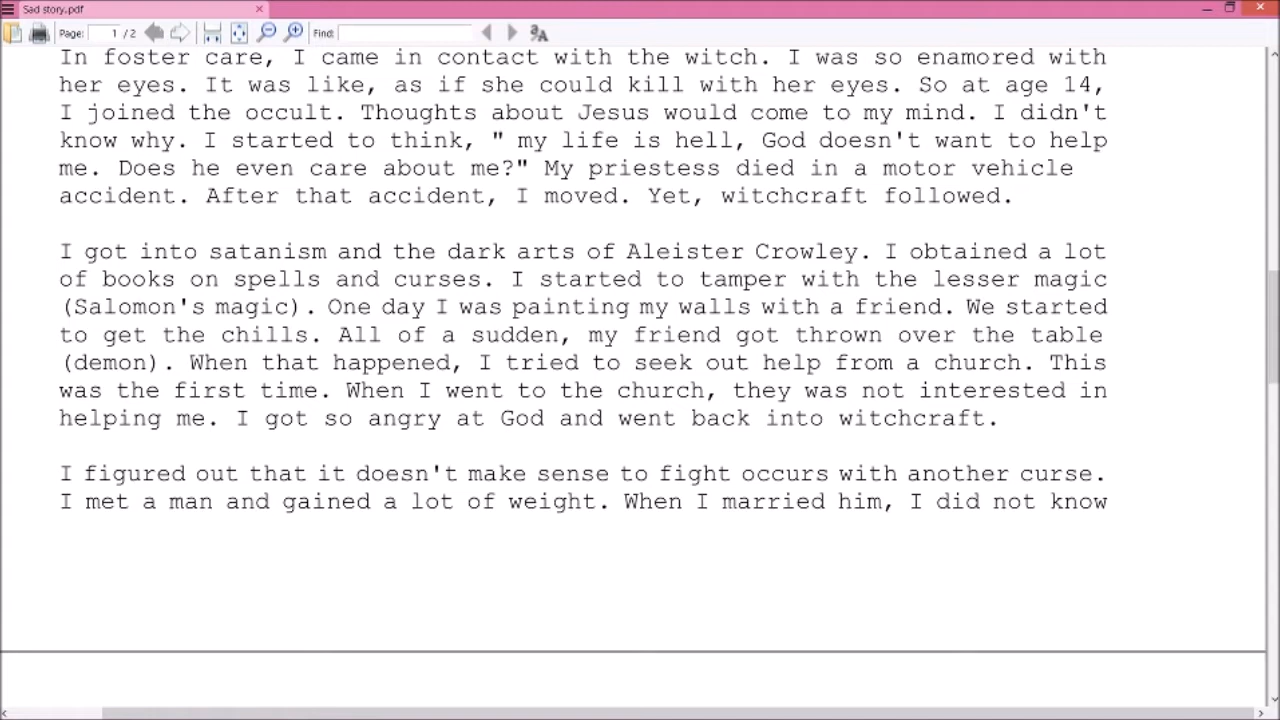 Sad story.pdf
Page: 1 / 2 Find:
In foster care, I came in contact with the witch. I was so enamored with
her eyes. It was like, as if she could kill with her eyes. So at age 14,
I joined the occult. Thoughts about Jesus would come to my mind. I didn't
know why. I started to think, " my life is hell, God doesn't want to help
me. Does he even care about me?" My priestess died in a motor vehicle
accident. After that accident, I moved. Yet, witchcraft followed.
I got into satanism and the dark arts of Aleister Crowley. I obtained a lot
of books on spells and curses. I started to tamper with the lesser magic
(Salomon's magic). One day I was painting my walls with a friend. We started
to get the chills. All of a sudden, my friend got thrown over the table
(demon). When that happened, I tried to seek out help from a church. This
was the first time. When I went to the church, they was not interested in
helping me. I got so angry at God and went back into witchcraft.
I figured out that it doesn't make sense to fight occurs with another curse.
I met a man and gained a lot of weight. When I married him, I did not know